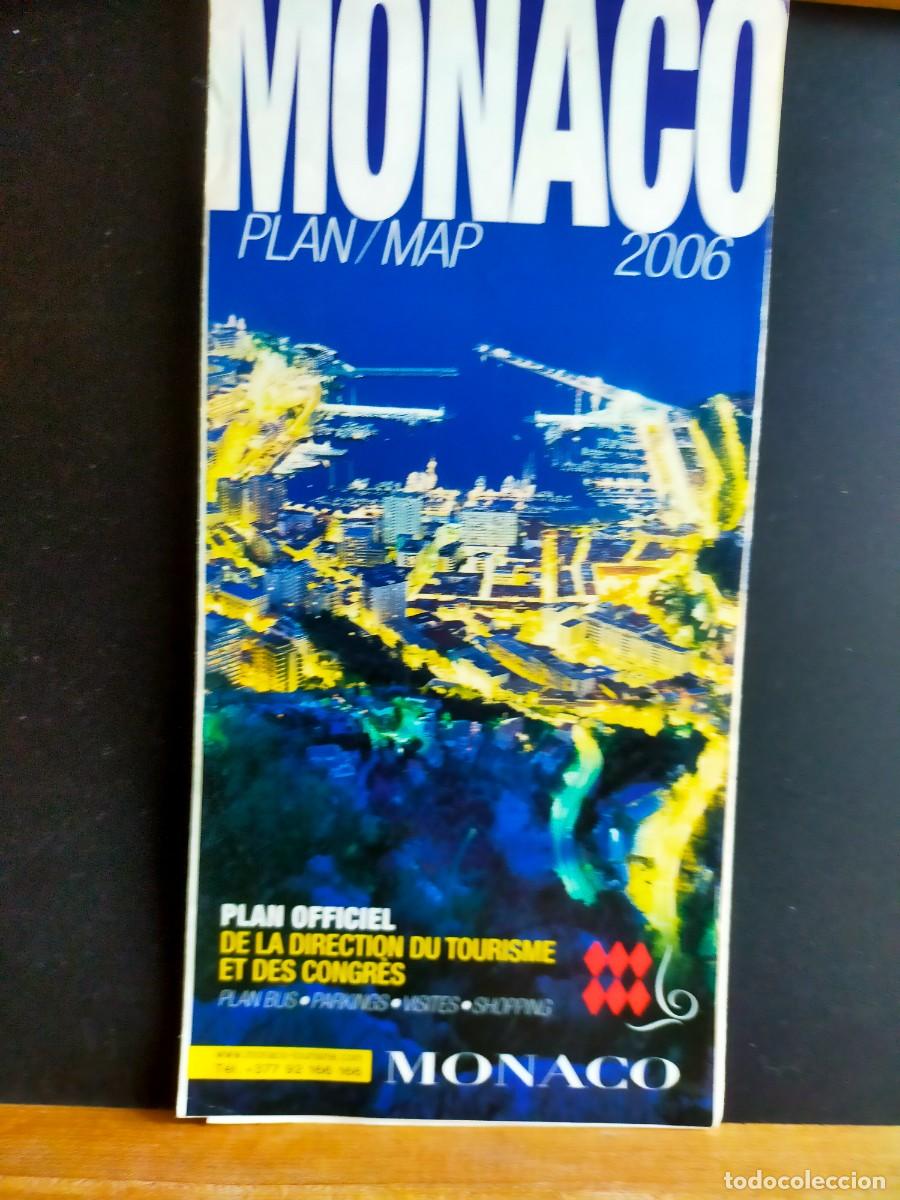 MONACO
PLAN/MAP 2006
PLAN OFFICIEL
DE LA DIRECTION DU TOURISME
ET DES CONGRÈS
PLAN BUS • PARKINGS • VISITES • SHOPPING
www.monaco-tourisme.com
Tél. +377 92 166 166
MONACO
todocoleccion